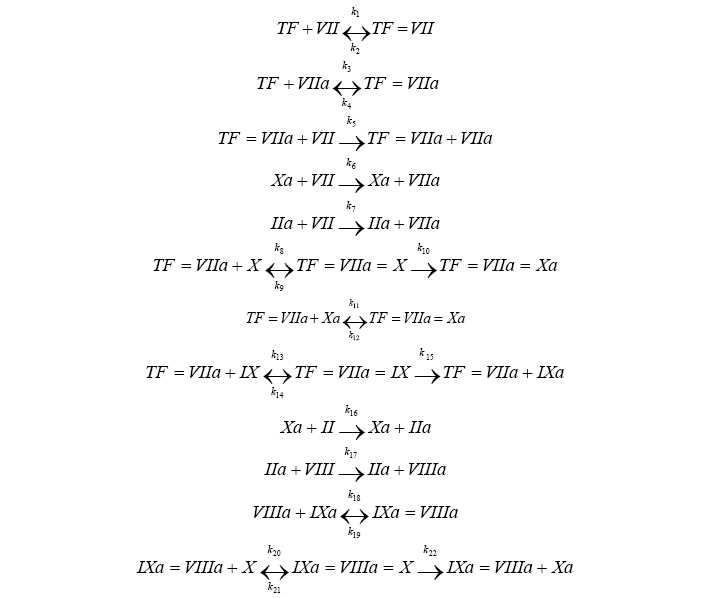 TF + VII ⟷ TF = VII k₁ k₂
TF + VIIa ⟷ TF = VIIa k₃ k₄
TF = VIIa + VII ⟶ TF = VIIa + VIIa k₅
Xa + VII ⟶ Xa + VIIa k₆
IIa + VII ⟶ IIa + VIIa k₇
TF = VIIa + X ⟷ TF = VIIa = X ⟶ TF = VIIa = Xa k₈ k₉ k₁₀
TF = VIIa + Xa ⟷ TF = VIIa = Xa k₁₁ k₁₂
TF = VIIa + IX ⟷ TF = VIIa = IX ⟶ TF = VIIa + IXa k₁₃ k₁₄ k₁₅
Xa + II ⟶ Xa + IIa k₁₆
IIa + VIII ⟶ IIa + VIIIa k₁₇
VIIIa + IXa ⟷ IXa = VIIIa k₁₈ k₁₉
IXa = VIIIa + X ⟷ IXa = VIIIa = X ⟶ IXa = VIIIa + Xa k₂₀ k₂₁ k₂₂